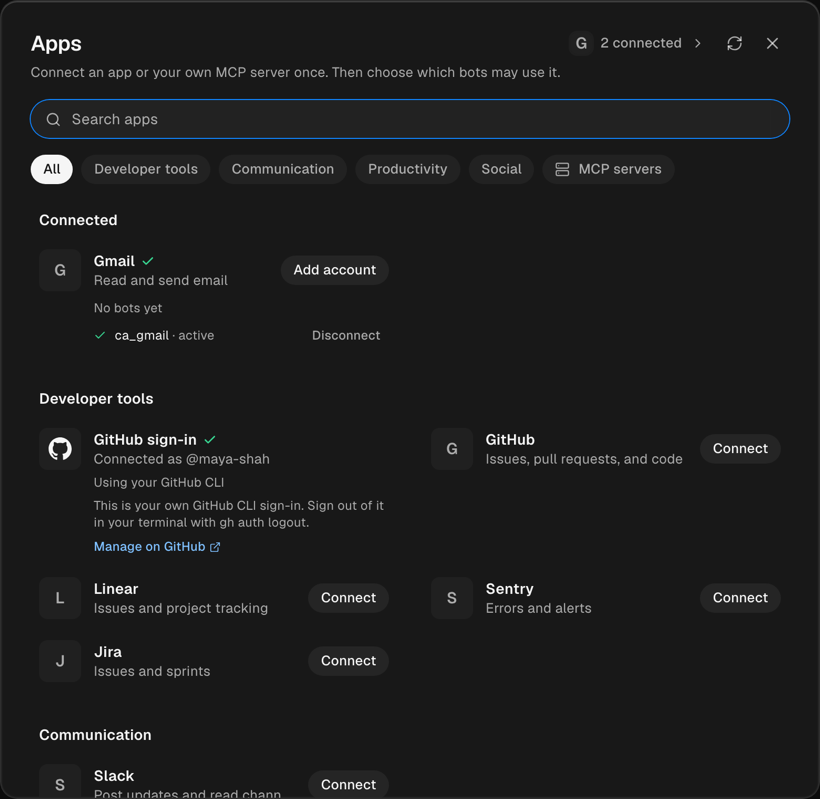 Apps
G 2 connected
Connect an app or your own MCP server once. Then choose which bots may use it.
Search apps
All Developer tools Communication Productivity Social MCP servers
Connected
G
Gmail
Read and send email
Add account
No bots yet
ca_gmail · active
Disconnect
Developer tools
GitHub sign-in
Connected as @maya-shah
Using your GitHub CLI
This is your own GitHub CLI sign-in. Sign out of it
in your terminal with gh auth logout.
Manage on GitHub
G
GitHub
Issues, pull requests, and code
Connect
L
Linear
Issues and project tracking
Connect
S
Sentry
Errors and alerts
Connect
J
Jira
Issues and sprints
Connect
Communication
S
Slack
Post updates and read chann
Connect